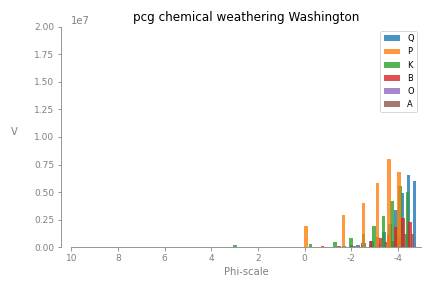 pcg chemical weathering Washington
1e7
2.00
1.75
1.50
1.25
1.00
0.75
0.50
0.25
0.00
V
Q
P
K
B
O
A
10 8 6 4 2 0 -2 -4
Phi-scale